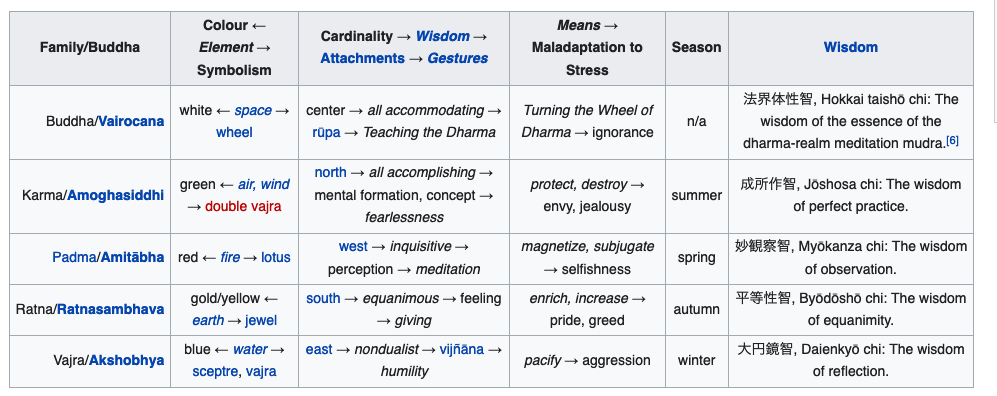 Family/Buddha
Colour ←
Element →
Symbolism
Cardinality → Wisdom →
Attachments → Gestures
Means →
Maladaptation to
Stress
Season
Wisdom
Buddha/Vairocana
white ← space →
wheel
center → all accommodating →
rūpa → Teaching the Dharma
Turning the Wheel of
Dharma → ignorance
n/a
法界体性智, Hokkai taishō chi: The
wisdom of the essence of the
dharma-realm meditation mudra.[6]
Karma/Amoghasiddhi
green ← air, wind
→ double vajra
north → all accomplishing →
mental formation, concept →
fearlessness
protect, destroy →
envy, jealousy
summer
成所作智, Jōshosa chi: The wisdom
of perfect practice.
Padma/Amitābha
red ← fire → lotus
west → inquisitive →
perception → meditation
magnetize, subjugate
→ selfishness
spring
妙観察智, Myōkanza chi: The wisdom
of observation.
Ratna/Ratnasambhava
gold/yellow ←
earth → jewel
south → equanimous → feeling
→ giving
enrich, increase →
pride, greed
autumn
平等性智, Byōdōshō chi: The wisdom
of equanimity.
Vajra/Akshobhya
blue ← water →
sceptre, vajra
east → nondualist → vijñāna →
humility
pacify → aggression
winter
大円鏡智, Daienkyō chi: The wisdom
of reflection.